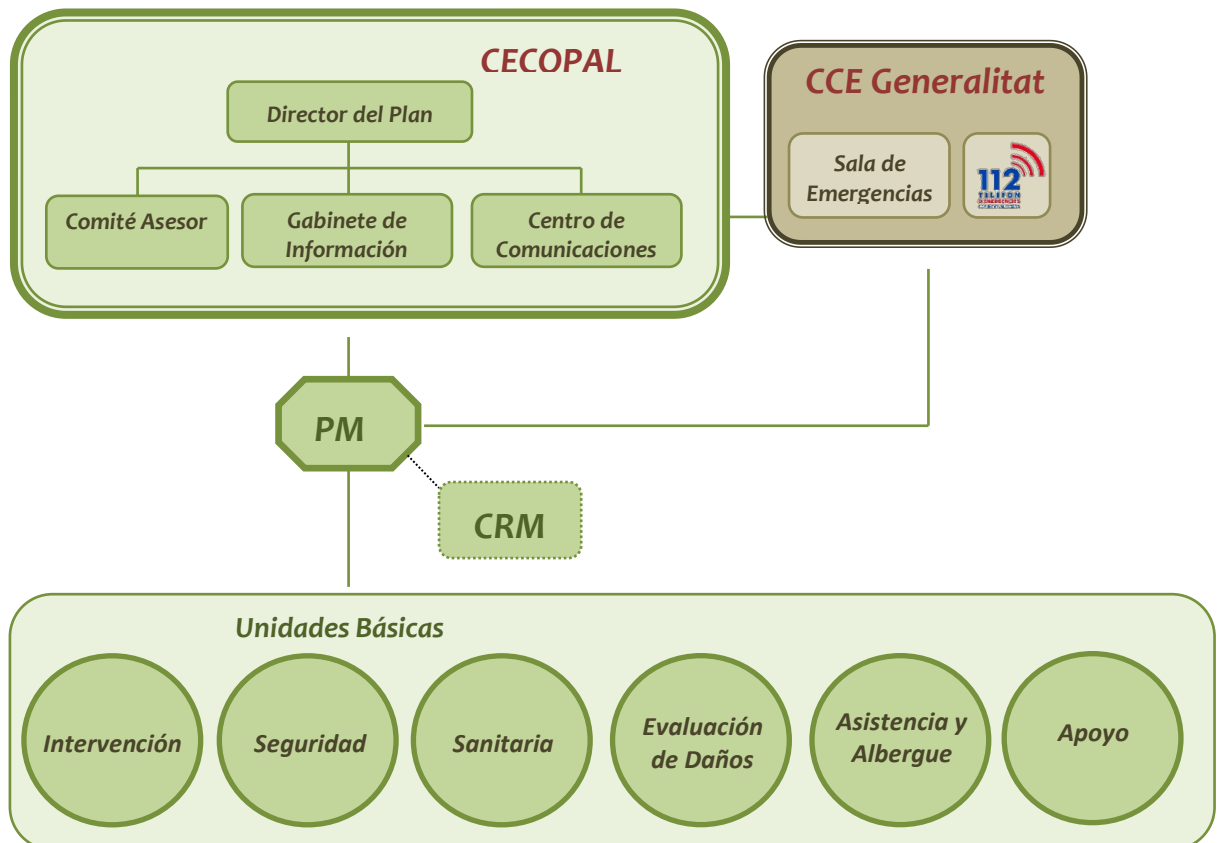 CECOPAL
Director del Plan
Comité Asesor
Gabinete de
Información
Centro de
Comunicaciones
CCE Generalitat
Sala de
Emergencias
112
TELÈFON
PM
CRM
Unidades Básicas
Intervención
Seguridad
Sanitaria
Evaluación
de Daños
Asistencia y
Albergue
Apoyo